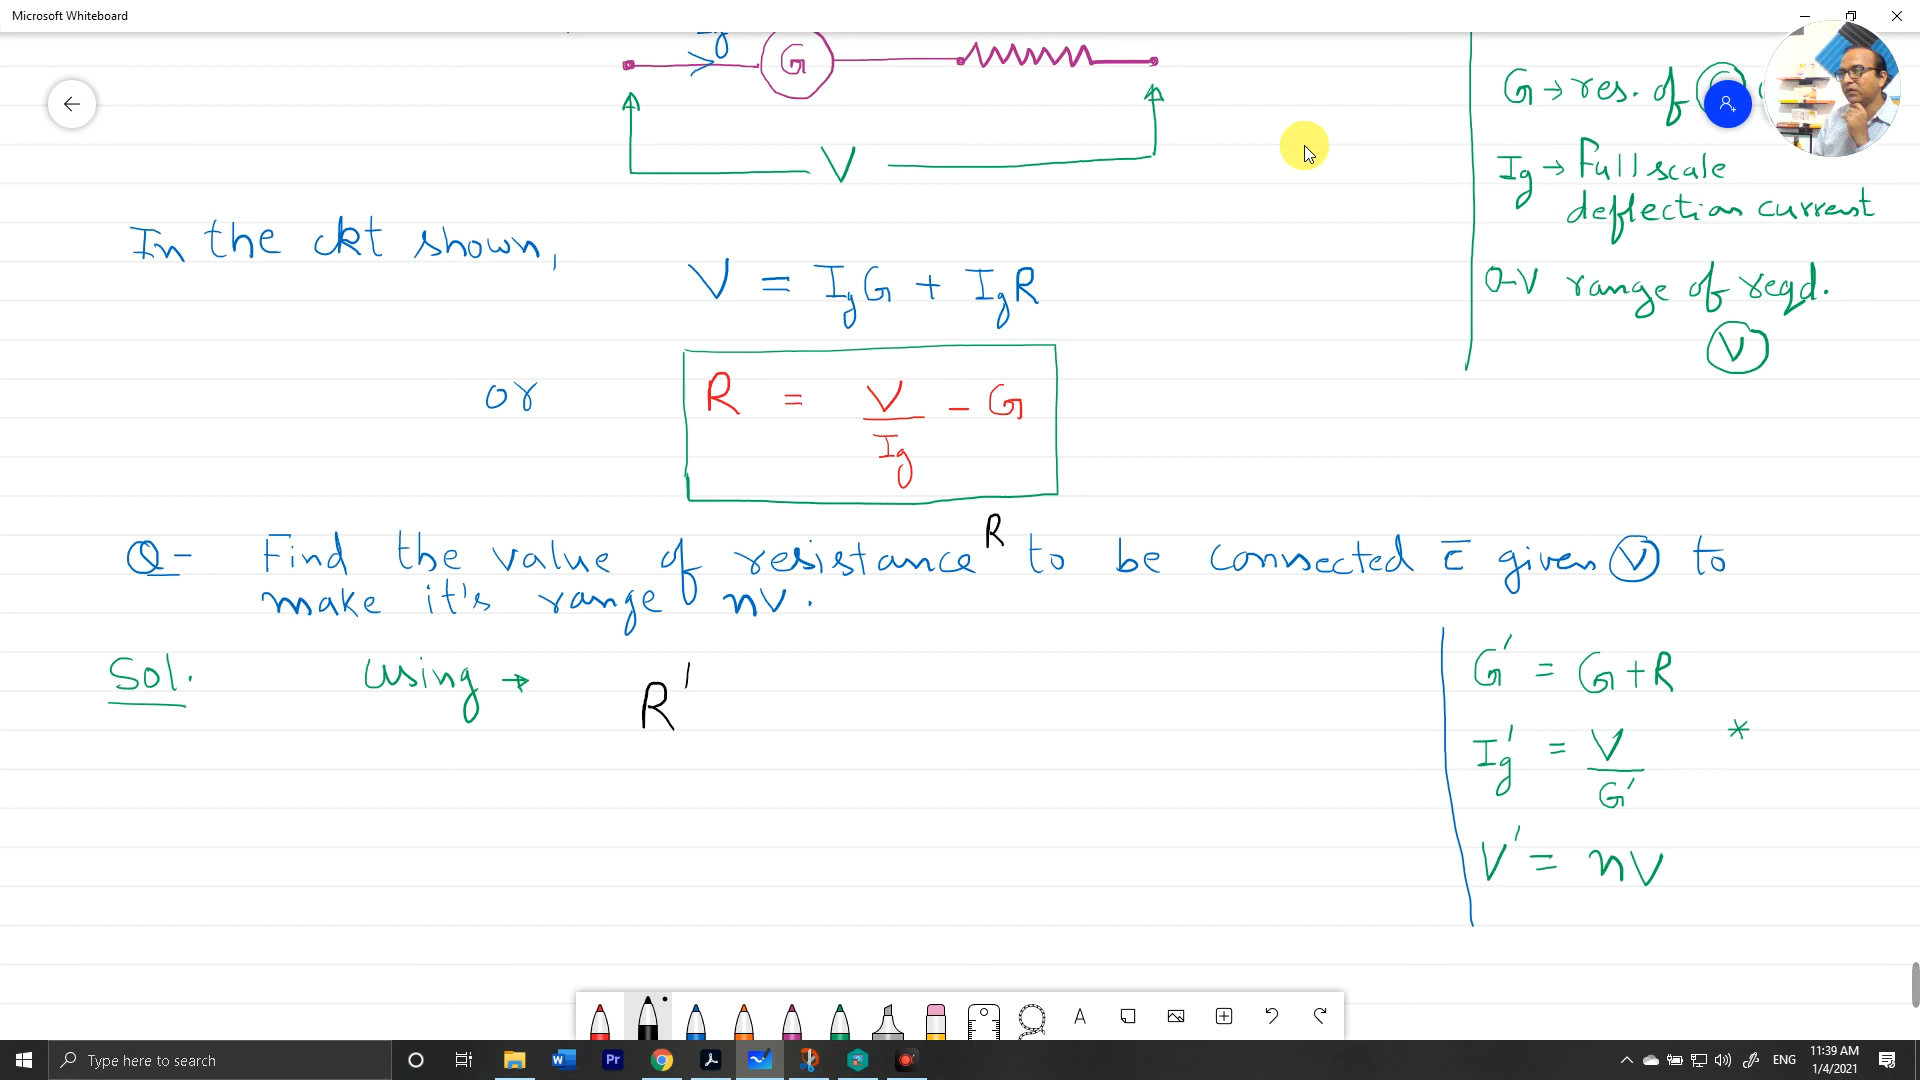 Microsoft Whiteboard
Ig
G
V
G → res. of G
Ig → Full scale
deflection current
0-V range of reqd.
V
In the ckt shown,
V = IgG + IgR
or
R = V/Ig - G
R
Q- Find the value of resistance to be connected c̅ given V to
make it's range nV.
Sol. Using → R'
G' = G + R
Ig' = V/G' *
V' = nV
A
Type here to search
ENG
11:39 AM
1/4/2021